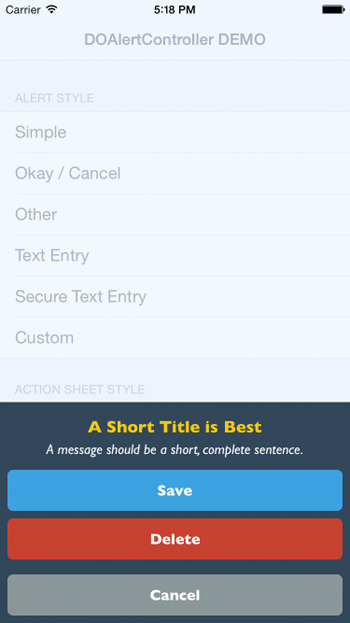 Carrier 5:18 PM
DOAlertController DEMO
ALERT STYLE
Simple
Okay / Cancel
Other
Text Entry
Secure Text Entry
Custom
ACTION SHEET STYLE
A Short Title is Best
A message should be a short, complete sentence.
Save
Delete
Cancel